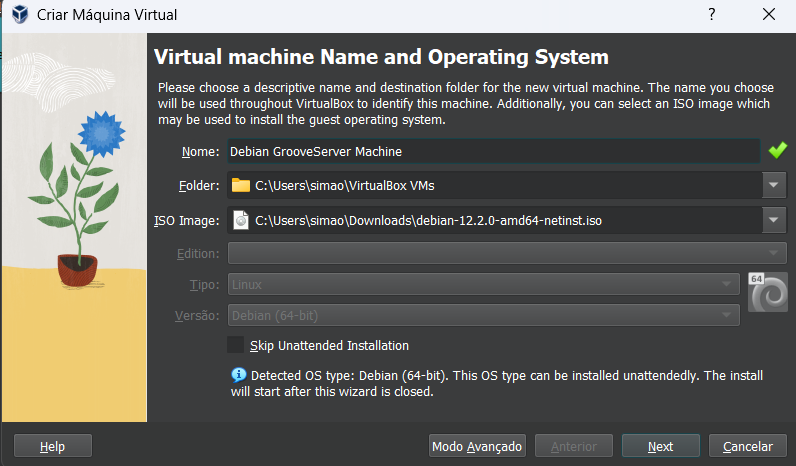 Criar Máquina Virtual
Virtual machine Name and Operating System
Please choose a descriptive name and destination folder for the new virtual machine. The name you choose
will be used throughout VirtualBox to identify this machine. Additionally, you can select an ISO image which
may be used to install the guest operating system.
Nome: Debian GrooveServer Machine
Folder: C:\Users\simao\VirtualBox VMs
ISO Image: C:\Users\simao\Downloads\debian-12.2.0-amd64-netinst.iso
Edition:
Tipo: Linux
64
Versão: Debian (64-bit)
Skip Unattended Installation
Detected OS type: Debian (64-bit). This OS type can be installed unattendedly. The install
will start after this wizard is closed.
Help Modo Avançado Anterior Next Cancelar